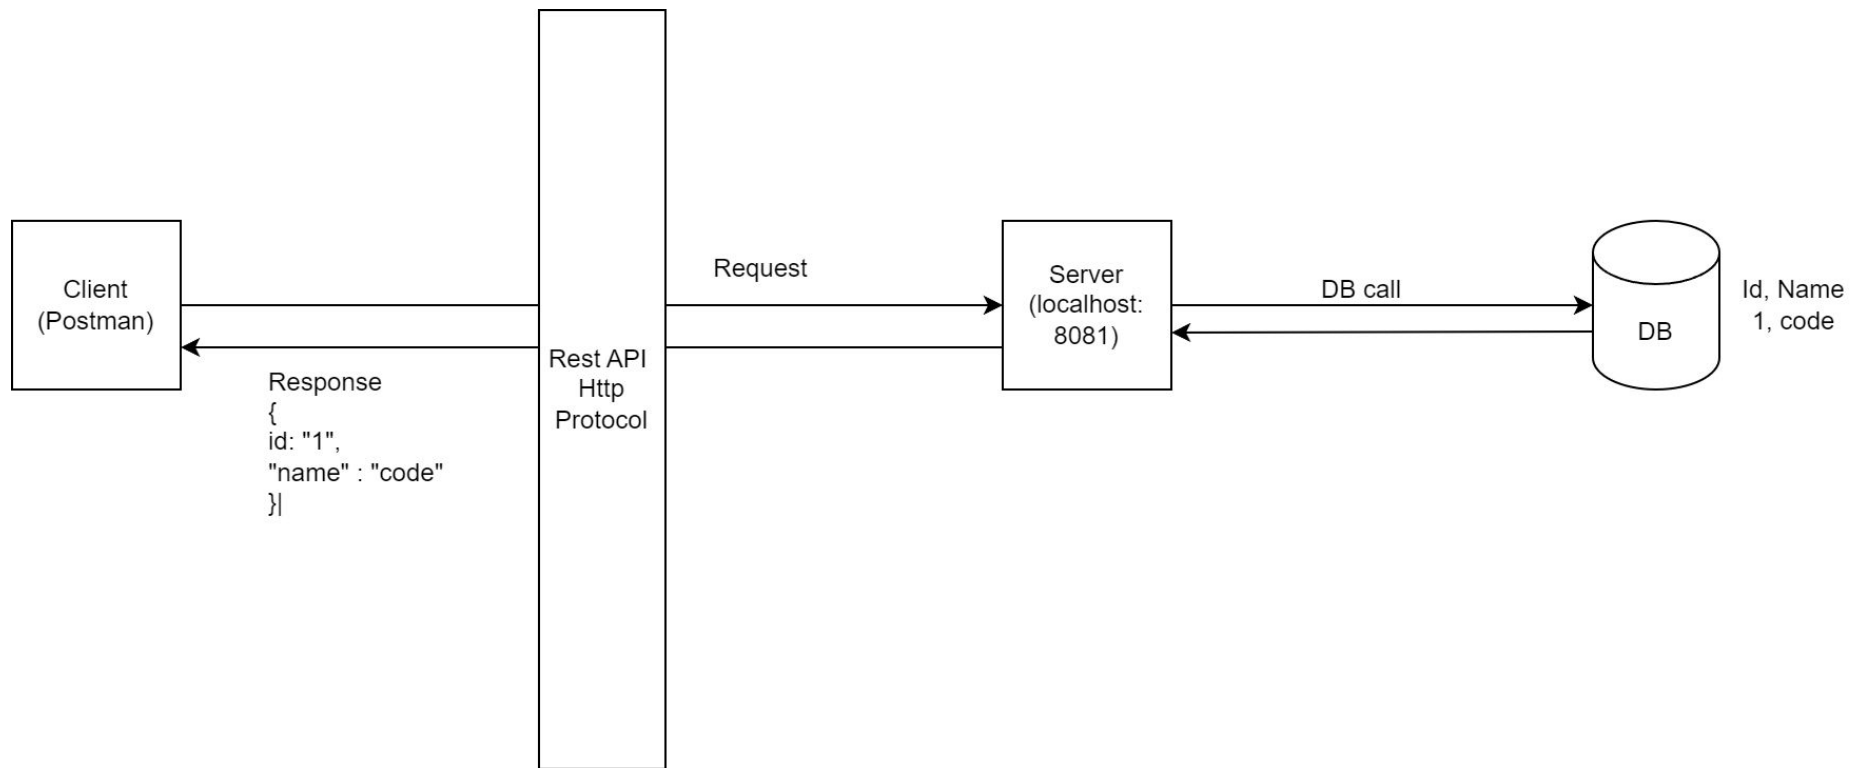 Client
(Postman)
Response
{
id: "1",
"name" : "code"
}|
Rest API
Http
Protocol
Request
Server
(localhost:
8081)
DB call
DB
Id, Name
1, code